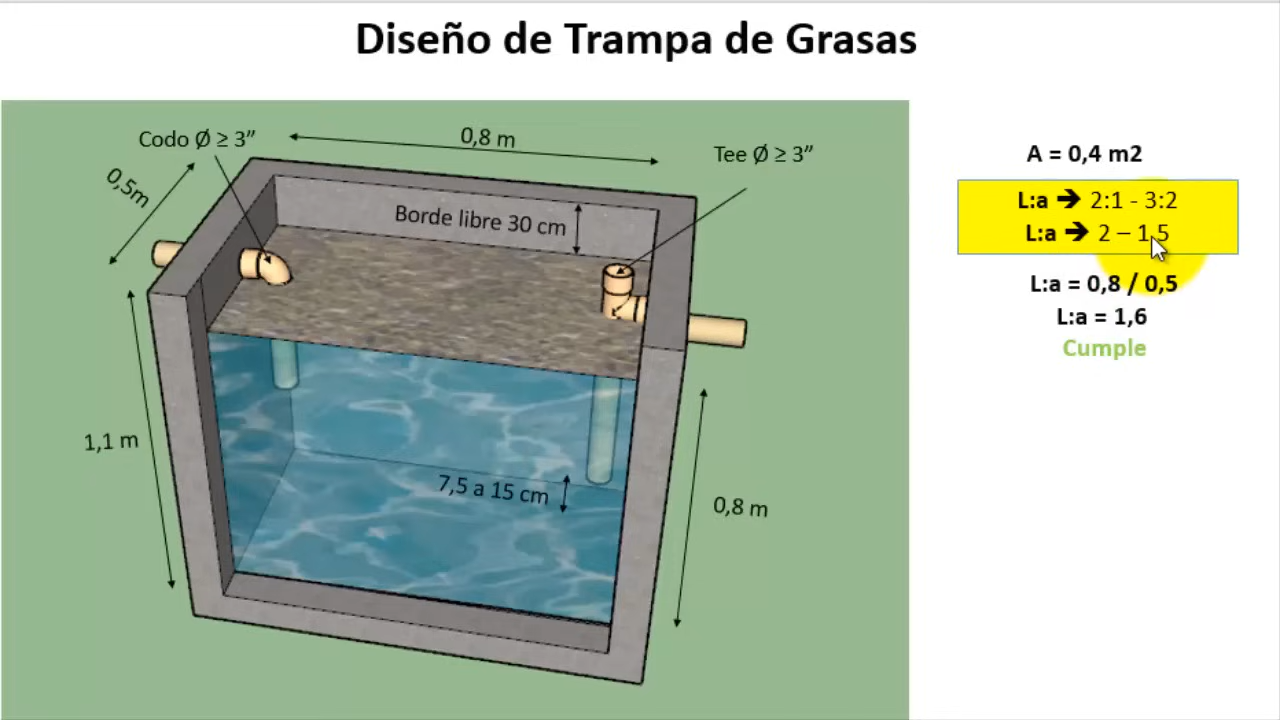 Diseño de Trampa de Grasas
Codo Ø ≥ 3”
0,8 m
Tee Ø ≥ 3”
0,5m
Borde libre 30 cm
1,1 m
7,5 a 15 cm
0,8 m
A = 0,4 m2
L:a 🡺 2:1 - 3:2
L:a 🡺 2 – 1,5
L:a = 0,8 / 0,5
L:a = 1,6
Cumple